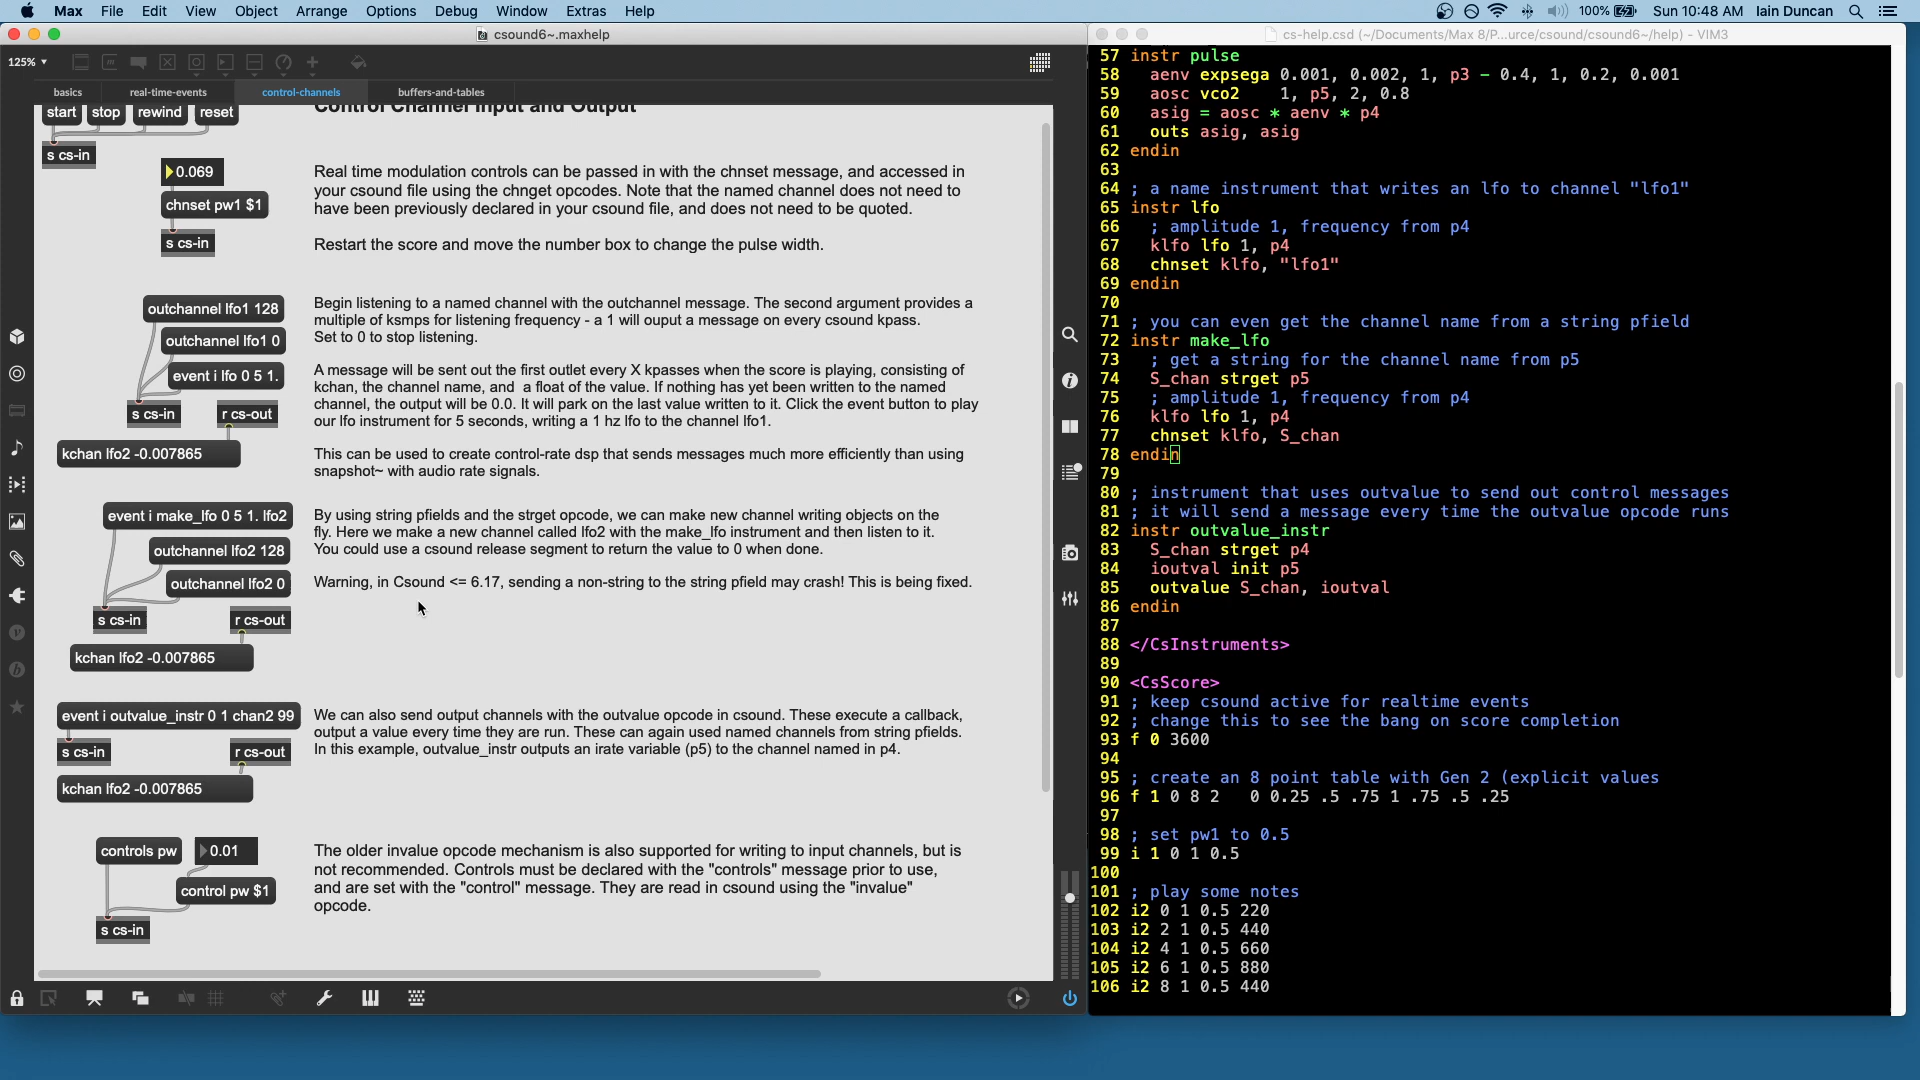 Max File Edit View Object Arrange Options Debug Window Extras Help
100% Sun 10:48 AM Iain Duncan
csound6~.maxhelp
125%
basics real-time-events control-channels buffers-and-tables
Control Channel Input and Output
start stop rewind reset
s cs-in
0.069
chnset pw1 $1
s cs-in
Real time modulation controls can be passed in with the chnset message, and accessed in
your csound file using the chnget opcodes. Note that the named channel does not need to
have been previously declared in your csound file, and does not need to be quoted.
Restart the score and move the number box to change the pulse width.
outchannel lfo1 128
outchannel lfo1 0
event i lfo 0 5 1.
s cs-in r cs-out
kchan lfo2 -0.007865
Begin listening to a named channel with the outchannel message. The second argument provides a
multiple of ksmps for listening frequency - a 1 will ouput a message on every csound kpass.
Set to 0 to stop listening.
A message will be sent out the first outlet every X kpasses when the score is playing, consisting of
kchan, the channel name, and a float of the value. If nothing has yet been written to the named
channel, the output will be 0.0. It will park on the last value written to it. Click the event button to play
our lfo instrument for 5 seconds, writing a 1 hz lfo to the channel lfo1.
This can be used to create control-rate dsp that sends messages much more efficiently than using
snapshot~ with audio rate signals.
event i make_lfo 0 5 1. lfo2
outchannel lfo2 128
outchannel lfo2 0
s cs-in r cs-out
kchan lfo2 -0.007865
By using string pfields and the strget opcode, we can make new channel writing objects on the
fly. Here we make a new channel called lfo2 with the make_lfo instrument and then listen to it.
You could use a csound release segment to return the value to 0 when done.
Warning, in Csound <= 6.17, sending a non-string to the string pfield may crash! This is being fixed.
event i outvalue_instr 0 1 chan2 99
s cs-in r cs-out
kchan lfo2 -0.007865
We can also send output channels with the outvalue opcode in csound. These execute a callback,
output a value every time they are run. These can again used named channels from string pfields.
In this example, outvalue_instr outputs an irate variable (p5) to the channel named in p4.
controls pw 0.01
control pw $1
s cs-in
The older invalue opcode mechanism is also supported for writing to input channels, but is
not recommended. Controls must be declared with the "controls" message prior to use,
and are set with the "control" message. They are read in csound using the "invalue"
opcode.
cs-help.csd (~/Documents/Max 8/P...urce/csound/csound6~/help) - VIM3
57 instr pulse
58 aenv expsega 0.001, 0.002, 1, p3 - 0.4, 1, 0.2, 0.001
59 aosc vco2 1, p5, 2, 0.8
60 asig = aosc * aenv * p4
61 outs asig, asig
62 endin
63
64 ; a name instrument that writes an lfo to channel "lfo1"
65 instr lfo
66 ; amplitude 1, frequency from p4
67 klfo lfo 1, p4
68 chnset klfo, "lfo1"
69 endin
70
71 ; you can even get the channel name from a string pfield
72 instr make_lfo
73 ; get a string for the channel name from p5
74 S_chan strget p5
75 ; amplitude 1, frequency from p4
76 klfo lfo 1, p4
77 chnset klfo, S_chan
78 endin
79
80 ; instrument that uses outvalue to send out control messages
81 ; it will send a message every time the outvalue opcode runs
82 instr outvalue_instr
83 S_chan strget p4
84 ioutval init p5
85 outvalue S_chan, ioutval
86 endin
87
88 </CsInstruments>
89
90 <CsScore>
91 ; keep csound active for realtime events
92 ; change this to see the bang on score completion
93 f 0 3600
94
95 ; create an 8 point table with Gen 2 (explicit values
96 f 1 0 8 2 0 0.25 .5 .75 1 .75 .5 .25
97
98 ; set pw1 to 0.5
99 i 1 0 1 0.5
100
101 ; play some notes
102 i2 0 1 0.5 220
103 i2 2 1 0.5 440
104 i2 4 1 0.5 660
105 i2 6 1 0.5 880
106 i2 8 1 0.5 440